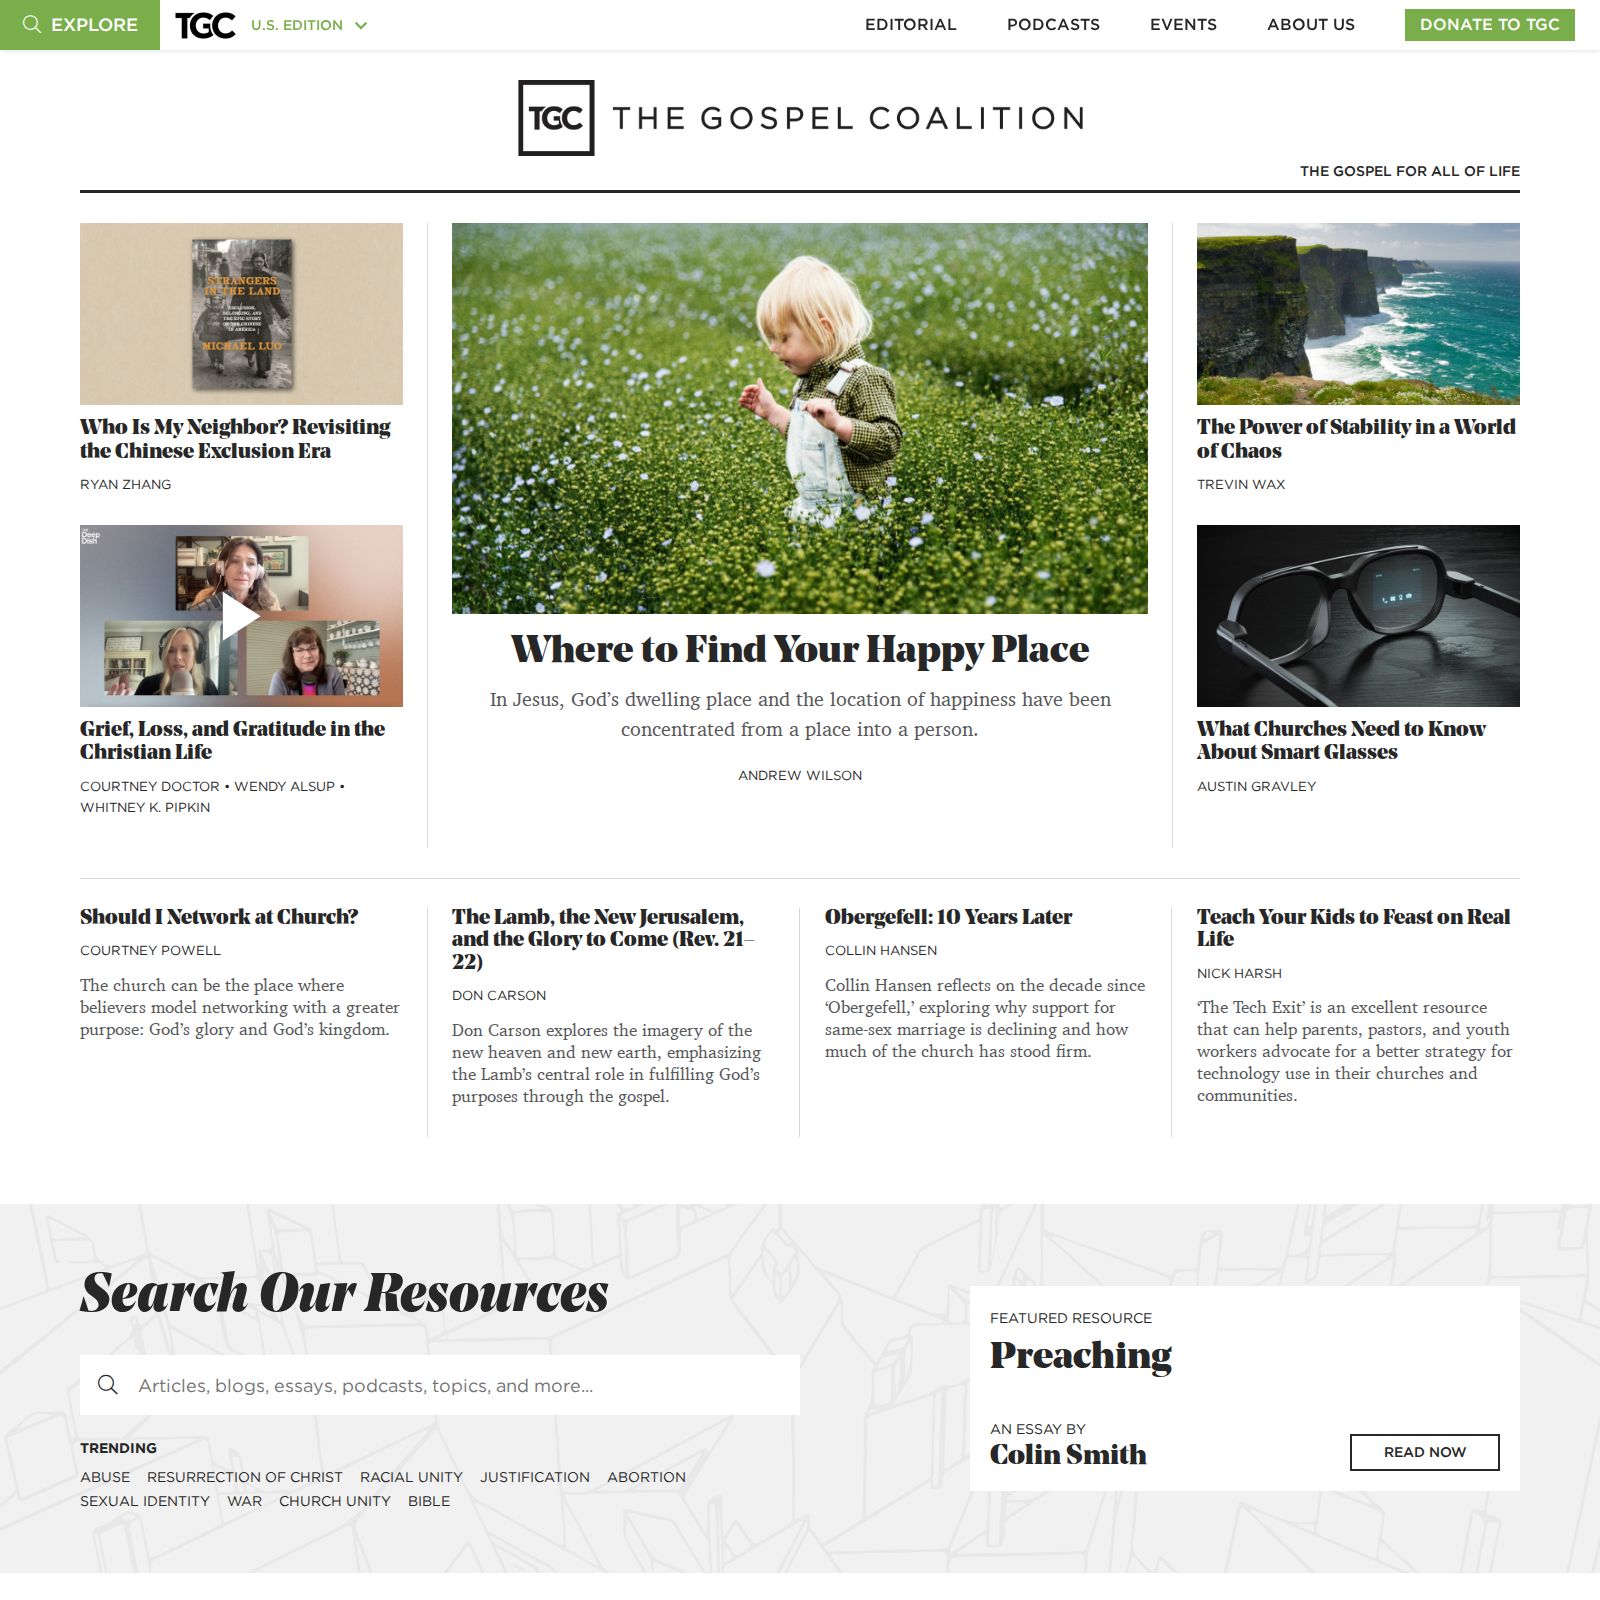 EXPLORE
TGC
U.S. EDITION
EDITORIAL
PODCASTS
EVENTS
ABOUT US
DONATE TO TGC
TGC
THE GOSPEL COALITION
THE GOSPEL FOR ALL OF LIFE
STRANGERS
IN THE LAND
EXCLUSION,
BELONGING, AND
THE EPIC STORY
OF THE CHINESE
IN AMERICA
MICHAEL LUO
Who Is My Neighbor? Revisiting
the Chinese Exclusion Era
RYAN ZHANG
Deep
Dish
Grief, Loss, and Gratitude in the
Christian Life
COURTNEY DOCTOR • WENDY ALSUP •
WHITNEY K. PIPKIN
Where to Find Your Happy Place
In Jesus, God’s dwelling place and the location of happiness have been
concentrated from a place into a person.
ANDREW WILSON
The Power of Stability in a World
of Chaos
TREVIN WAX
What Churches Need to Know
About Smart Glasses
AUSTIN GRAVLEY
Should I Network at Church?
COURTNEY POWELL
The church can be the place where
believers model networking with a greater
purpose: God’s glory and God’s kingdom.
The Lamb, the New Jerusalem,
and the Glory to Come (Rev. 21–
22)
DON CARSON
Don Carson explores the imagery of the
new heaven and new earth, emphasizing
the Lamb’s central role in fulfilling God’s
purposes through the gospel.
Obergefell: 10 Years Later
COLLIN HANSEN
Collin Hansen reflects on the decade since
‘Obergefell,’ exploring why support for
same-sex marriage is declining and how
much of the church has stood firm.
Teach Your Kids to Feast on Real
Life
NICK HARSH
‘The Tech Exit’ is an excellent resource
that can help parents, pastors, and youth
workers advocate for a better strategy for
technology use in their churches and
communities.
Search Our Resources
Articles, blogs, essays, podcasts, topics, and more...
TRENDING
ABUSE RESURRECTION OF CHRIST RACIAL UNITY JUSTIFICATION ABORTION
SEXUAL IDENTITY WAR CHURCH UNITY BIBLE
FEATURED RESOURCE
Preaching
AN ESSAY BY
Colin Smith
READ NOW